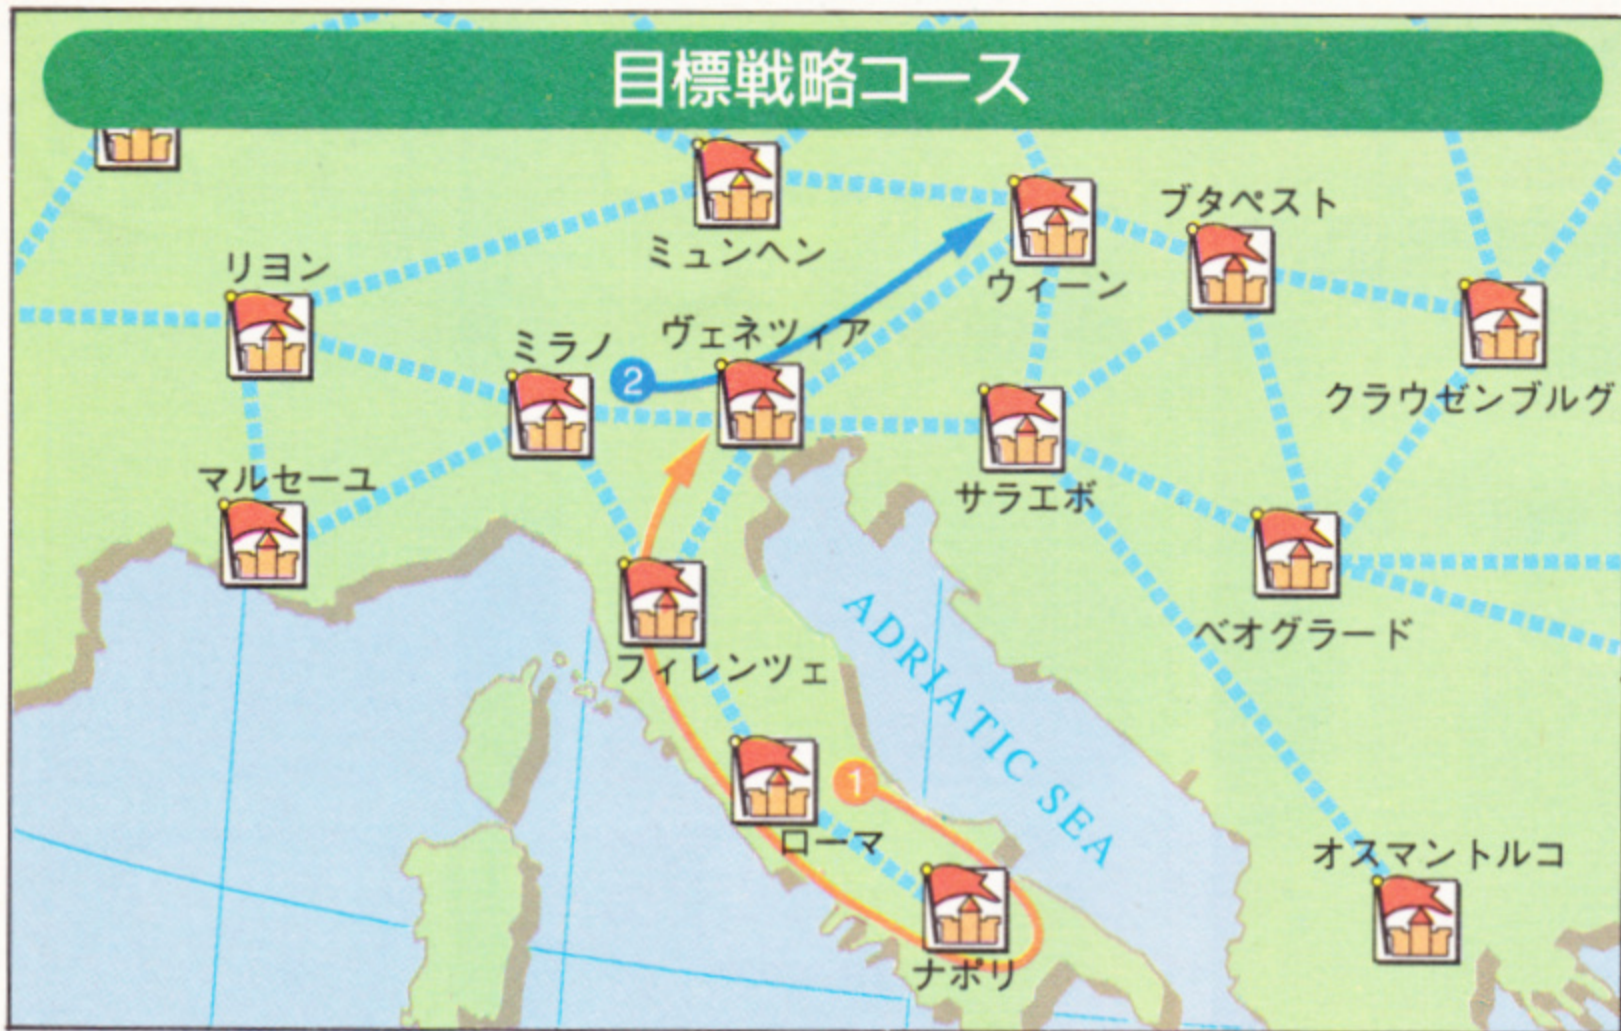 目標戦略コース
ブタペスト
ミュンヘン
リヨン
ウィーン
ヴェネツィア
ミラノ
2
クラウゼンブルグ
マルセーユ
サラエボ
ADRIATIC SEA
ベオグラード
フィレンツェ
1
ローマ
オスマントルコ
ナポリ